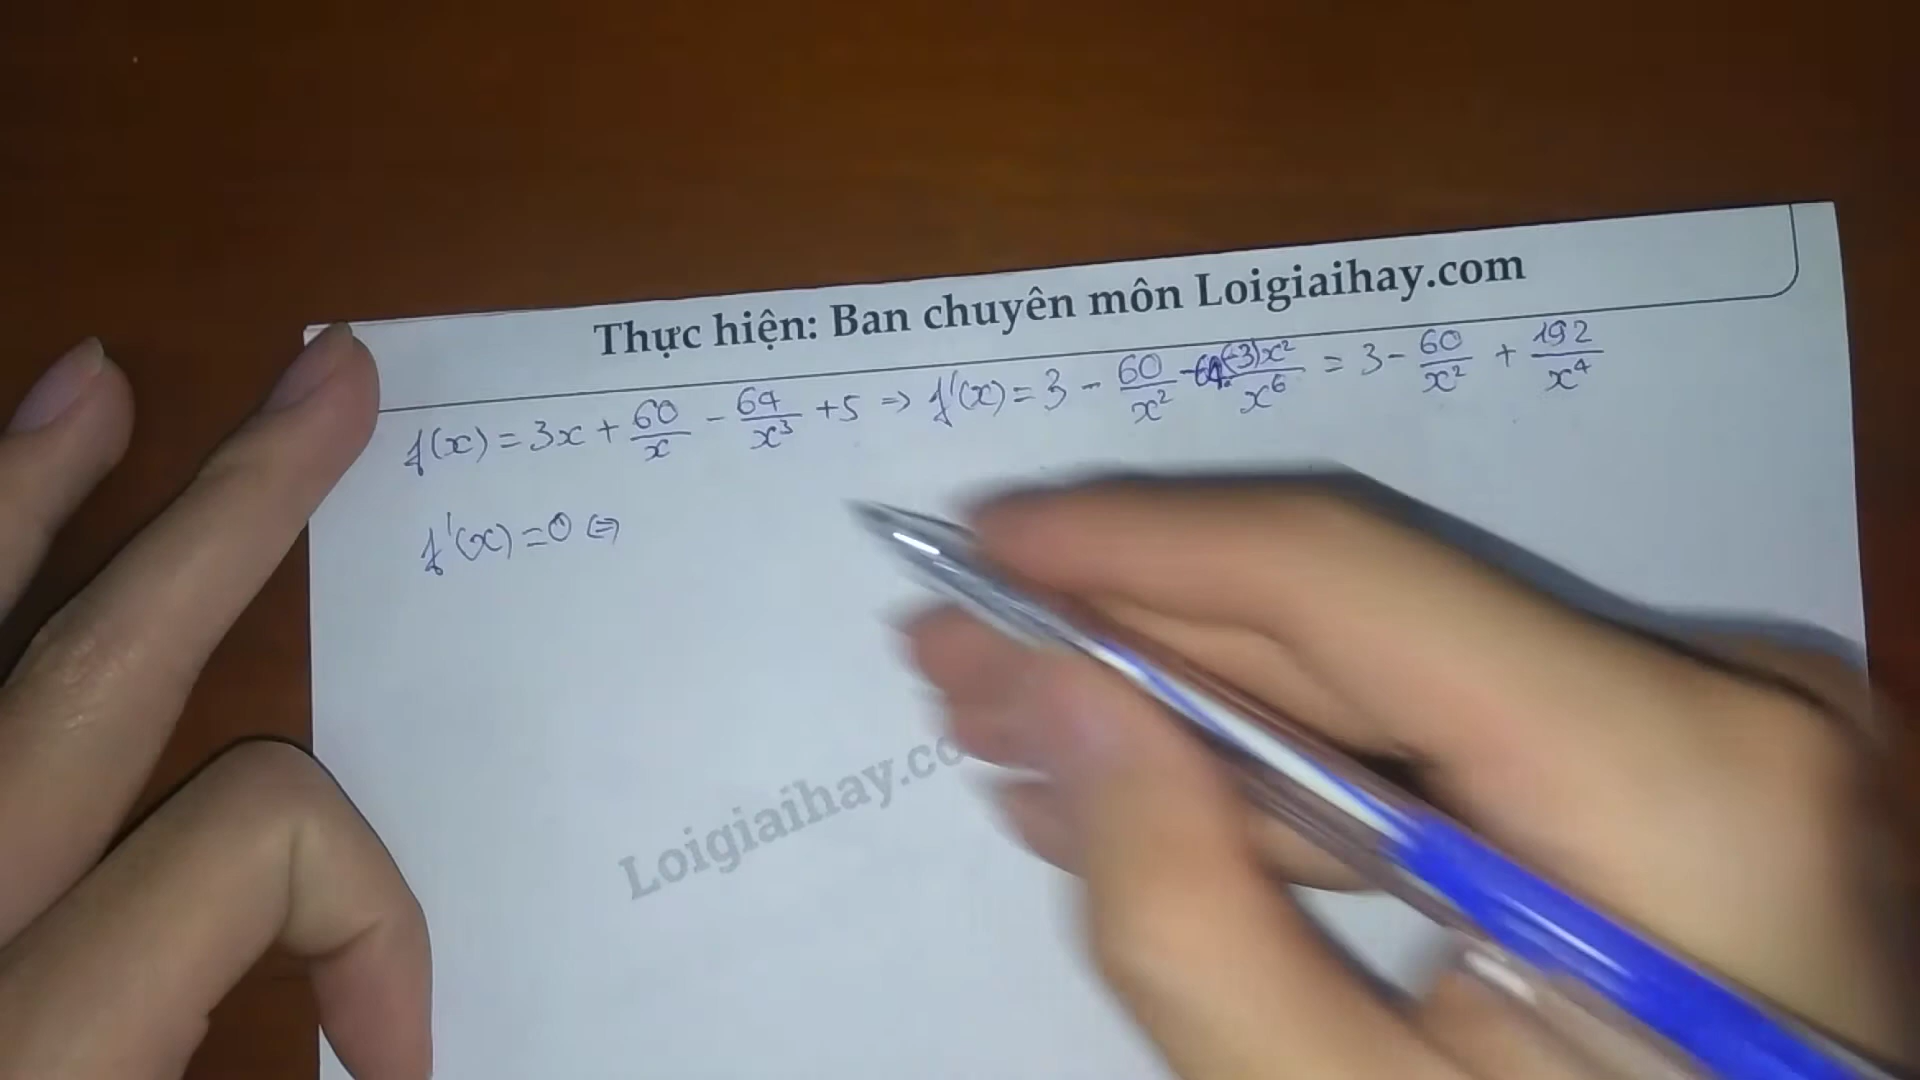 Thực hiện: Ban chuyên môn Loigiaihay.com
f(x) = 3x + 60/x - 64/x³ + 5 ⇒ f'(x) = 3 - 60/x² - 64.(-3)x²/x⁶ = 3 - 60/x² + 192/x⁴
f'(x) = 0 ⇔
Loigiaihay.co